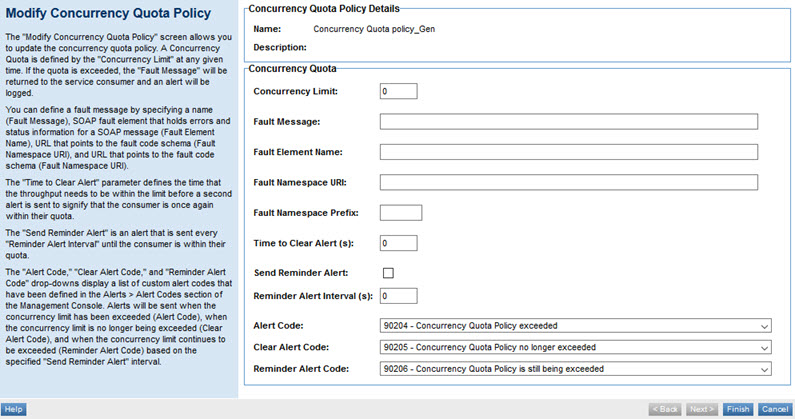 Modify Concurrency Quota Policy
The "Modify Concurrency Quota Policy" screen allows you
to update the concurrency quota policy. A Concurrency
Quota is defined by the "Concurrency Limit" at any given
time. If the quota is exceeded, the "Fault Message" will be
returned to the service consumer and an alert will be
logged.
You can define a fault message by specifying a name
(Fault Message), SOAP fault element that holds errors and
status information for a SOAP message (Fault Element
Name), URL that points to the fault code schema (Fault
Namespace URI), and URL that points to the fault code
schema (Fault Namespace URI).
The "Time to Clear Alert" parameter defines the time that
the throughput needs to be within the limit before a second
alert is sent to signify that the consumer is once again
within their quota.
The "Send Reminder Alert" is an alert that is sent every
"Reminder Alert Interval" until the consumer is within their
quota.
The "Alert Code," "Clear Alert Code," and "Reminder Alert
Code" drop-downs display a list of custom alert codes that
have been defined in the Alerts > Alert Codes section of
the Management Console. Alerts will be sent when the
concurrency limit has been exceeded (Alert Code), when
the concurrency limit is no longer being exceeded (Clear
Alert Code), and when the concurrency limit continues to
be exceeded (Reminder Alert Code) based on the
specified "Send Reminder Alert" interval.
Concurrency Quota Policy Details
Name: Concurrency Quota policy_Gen
Description:
Concurrency Quota
Concurrency Limit: 0
Fault Message:
Fault Element Name:
Fault Namespace URI:
Fault Namespace Prefix:
Time to Clear Alert (s): 0
Send Reminder Alert:
Reminder Alert Interval (s): 0
Alert Code: 90204 - Concurrency Quota Policy exceeded
Clear Alert Code: 90205 - Concurrency Quota Policy no longer exceeded
Reminder Alert Code: 90206 - Concurrency Quota Policy is still being exceeded
Help < Back Next > Finish Cancel